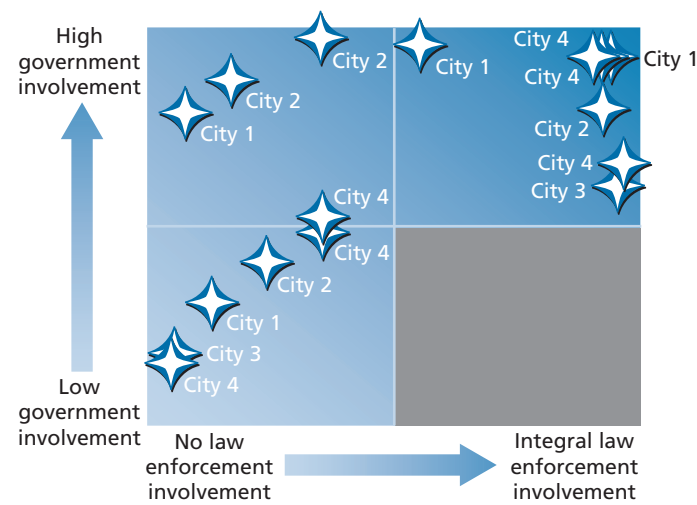 High
government
involvement
City 2
City 1
City 4
City 4
City 1
City 2
City 1
City 2
City 4
City 3
City 4
City 4
City 2
City 1
City 3
City 4
Low
government
involvement
No law
enforcement
involvement
Integral law
enforcement
involvement